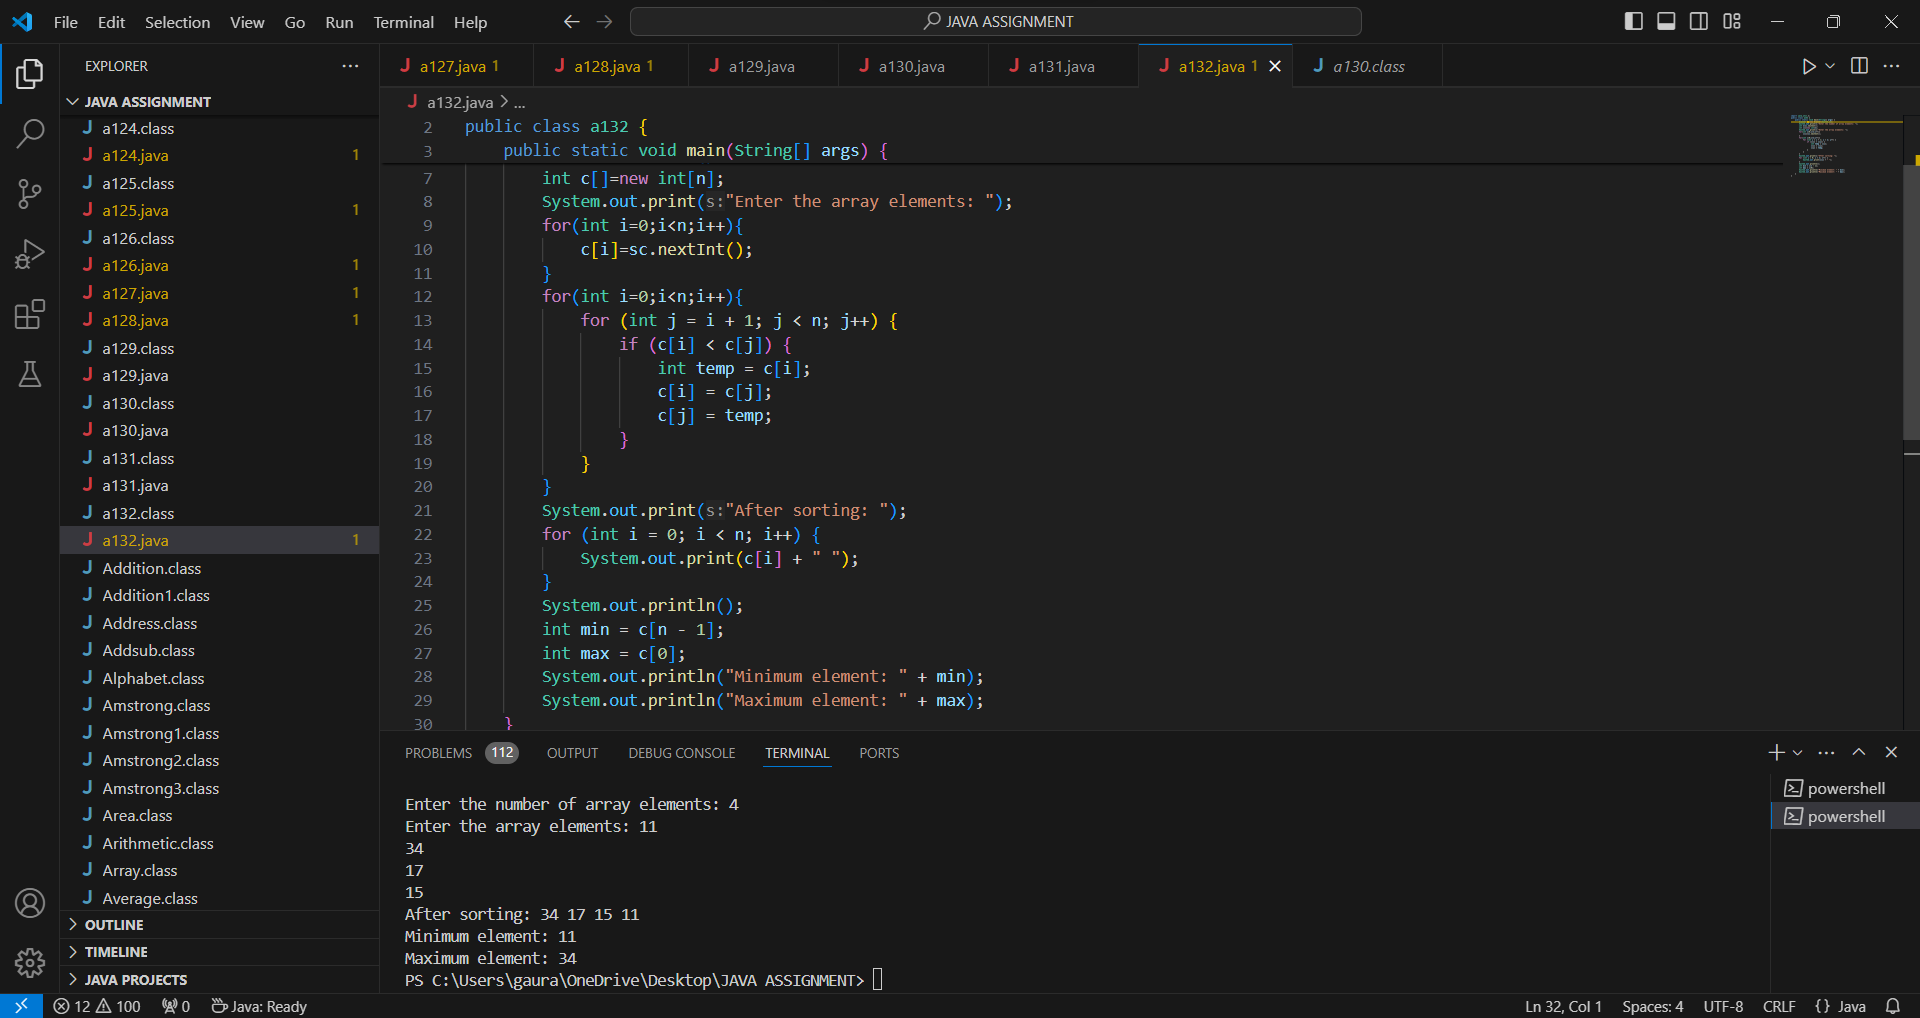 File Edit Selection View Go Run Terminal Help
JAVA ASSIGNMENT
EXPLORER
JAVA ASSIGNMENT
a124.class
a124.java 1
a125.class
a125.java 1
a126.class
a126.java 1
a127.java 1
a128.java 1
a129.class
a129.java
a130.class
a130.java
a131.class
a131.java
a132.class
a132.java 1
Addition.class
Addition1.class
Address.class
Addsub.class
Alphabet.class
Amstrong.class
Amstrong1.class
Amstrong2.class
Amstrong3.class
Area.class
Arithmetic.class
Array.class
Average.class
OUTLINE
TIMELINE
JAVA PROJECTS
a127.java 1 a128.java 1 a129.java a130.java a131.java a132.java 1 a130.class
a132.java > ...
2 public class a132 {
3 public static void main(String[] args) {
7 int c[]=new int[n];
8 System.out.print(s:"Enter the array elements: ");
9 for(int i=0;i<n;i++){
10 c[i]=sc.nextInt();
11 }
12 for(int i=0;i<n;i++){
13 for (int j = i + 1; j < n; j++) {
14 if (c[i] < c[j]) {
15 int temp = c[i];
16 c[i] = c[j];
17 c[j] = temp;
18 }
19 }
20 }
21 System.out.print(s:"After sorting: ");
22 for (int i = 0; i < n; i++) {
23 System.out.print(c[i] + " ");
24 }
25 System.out.println();
26 int min = c[n - 1];
27 int max = c[0];
28 System.out.println("Minimum element: " + min);
29 System.out.println("Maximum element: " + max);
30 }
PROBLEMS 112 OUTPUT DEBUG CONSOLE TERMINAL PORTS
Enter the number of array elements: 4
Enter the array elements: 11
34
17
15
After sorting: 34 17 15 11
Minimum element: 11
Maximum element: 34
PS C:\Users\gaura\OneDrive\Desktop\JAVA ASSIGNMENT>
powershell
powershell
12 100 0 Java: Ready Ln 32, Col 1 Spaces: 4 UTF-8 CRLF {} Java